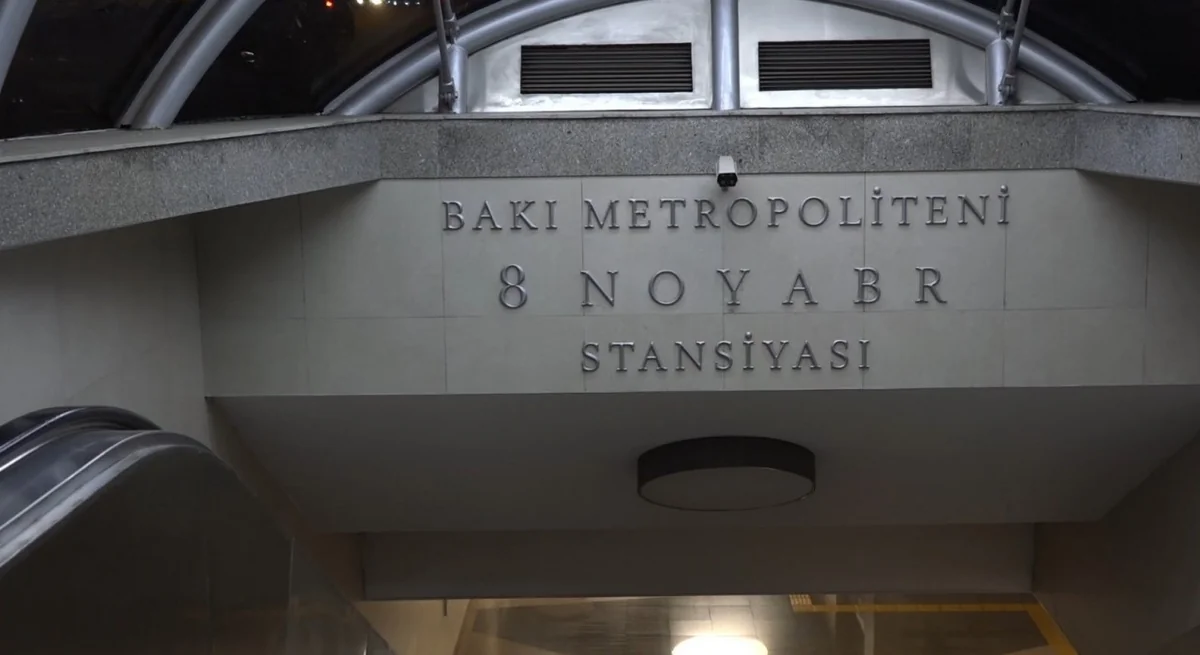 BAKI METROPOLİTENİ
8 NOYABR
STANSİYASI